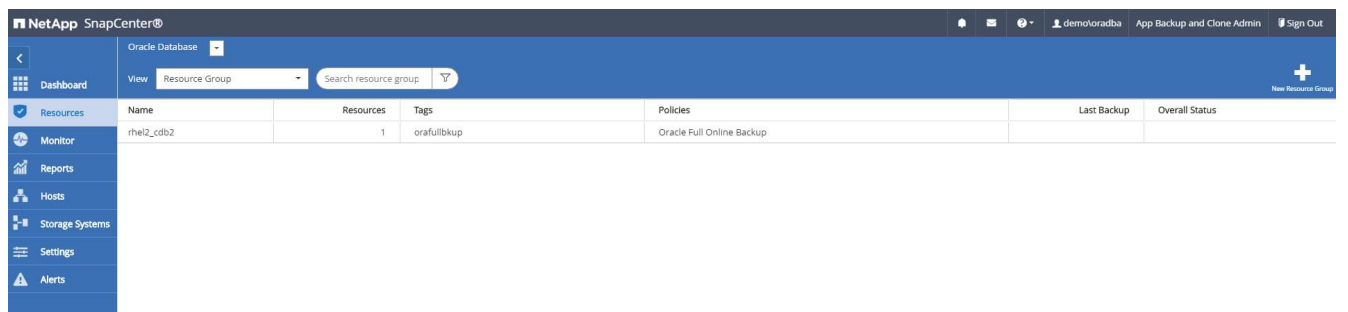 NetApp SnapCenter®
demo\oradba App Backup and Clone Admin Sign Out
Oracle Database
Dashboard
View Resource Group Search resource group
New Resource Group
Resources
Name Resources Tags Policies Last Backup Overall Status
rhel2_cdb2 1 orafullbkup Oracle Full Online Backup
Monitor
Reports
Hosts
Storage Systems
Settings
Alerts